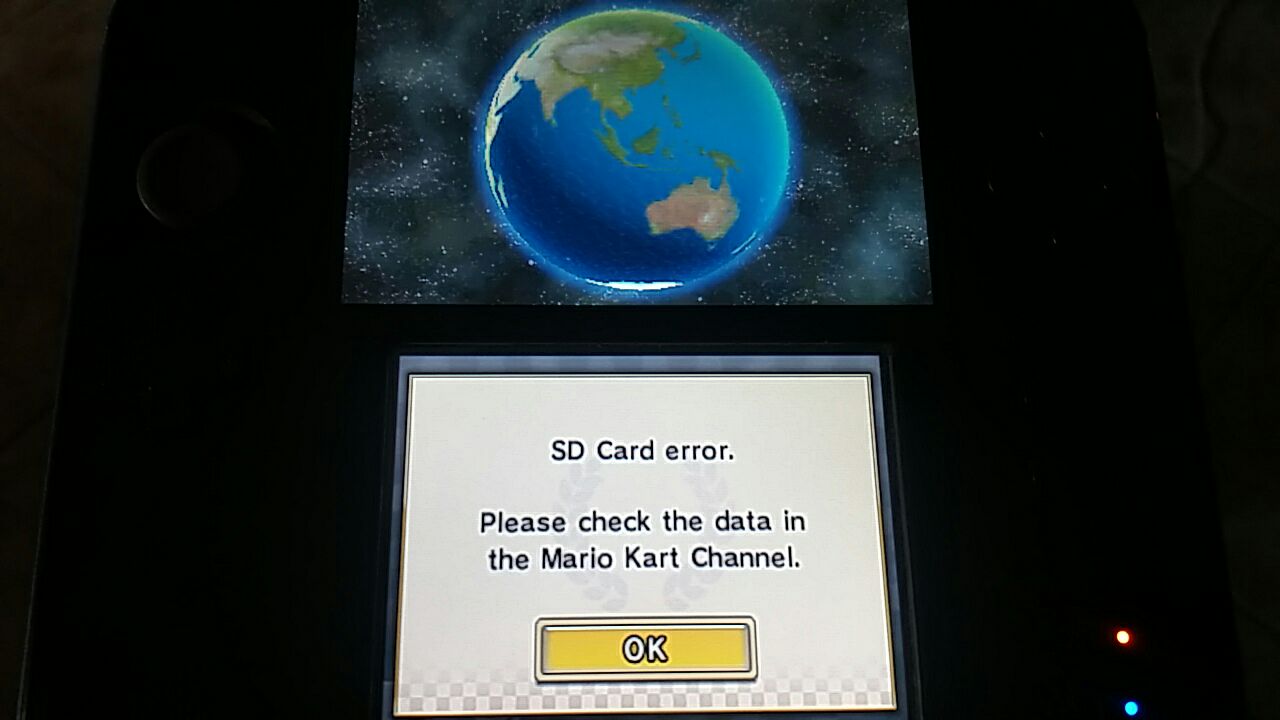 SD Card error.
Please check the data in
the Mario Kart Channel.
OK